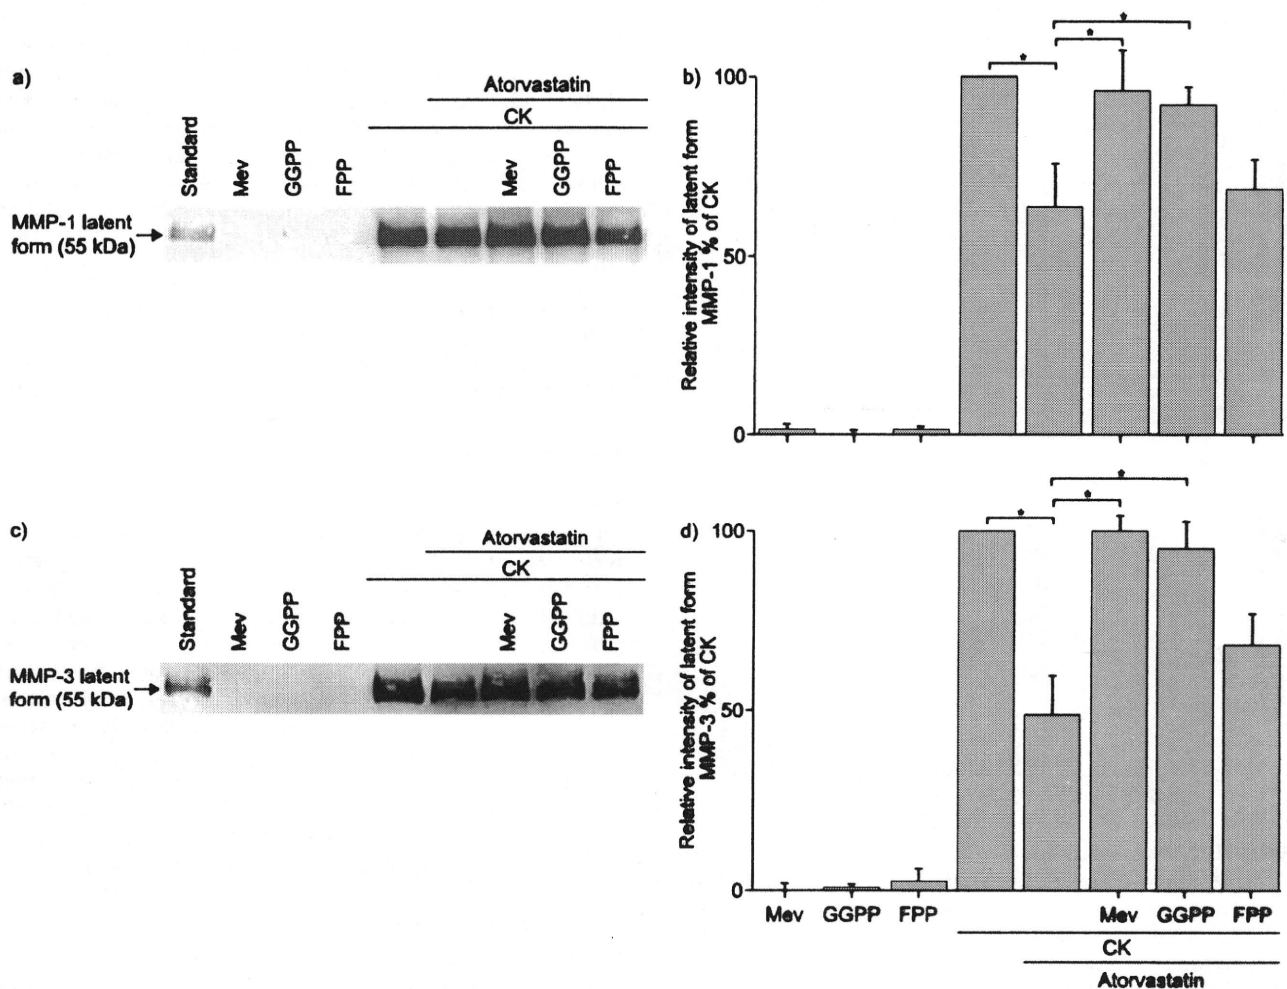 a)
Atorvastatin
CK
Standard
Mev
GGPP
FPP
Mev
GGPP
FPP
MMP-1 latent
form (55 kDa)
b)
Relative intensity of latent form
MMP-1 % of CK
100
50
0
*
*
*
c)
Atorvastatin
CK
Standard
Mev
GGPP
FPP
Mev
GGPP
FPP
MMP-3 latent
form (55 kDa)
d)
Relative intensity of latent form
MMP-3 % of CK
100
50
0
*
*
*
Mev GGPP FPP Mev GGPP FPP
CK
Atorvastatin